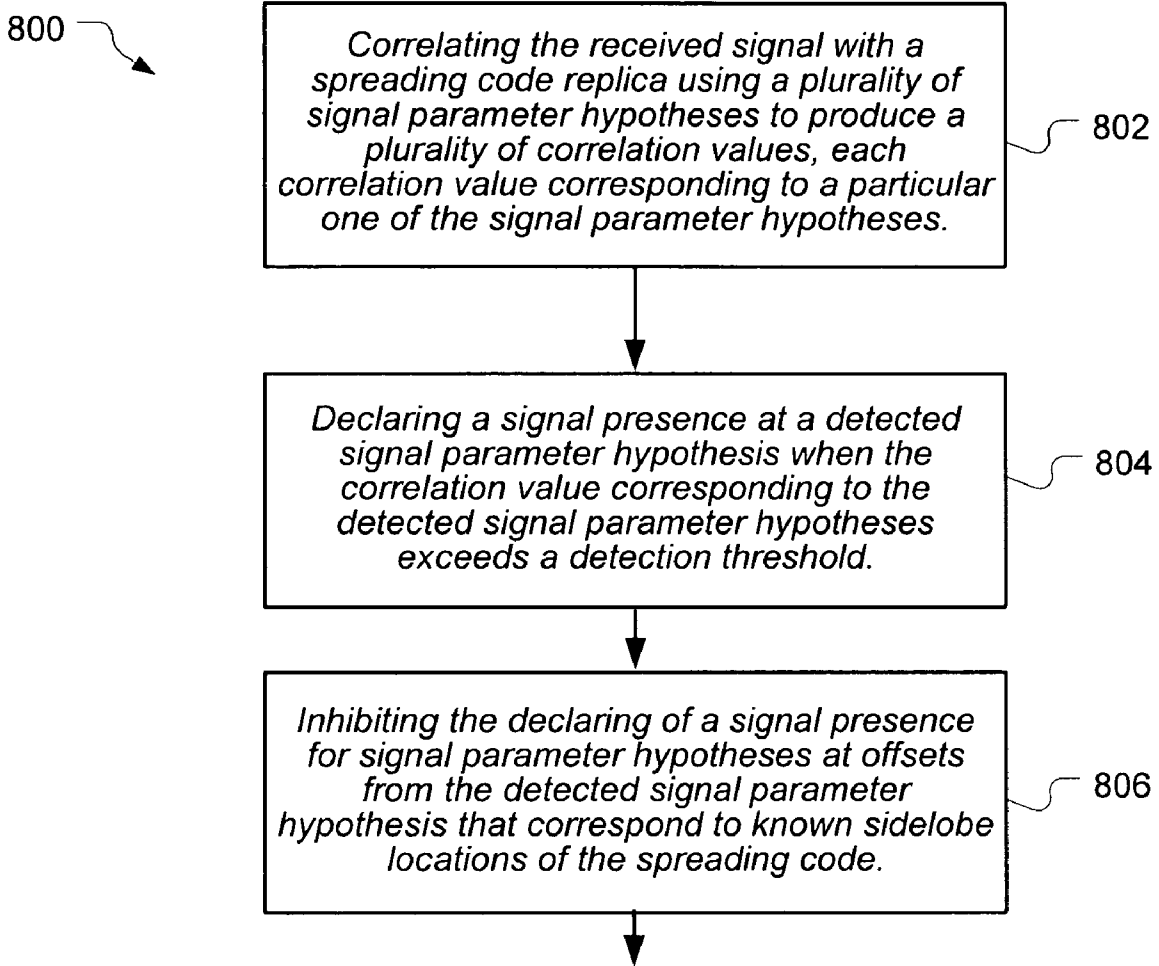 800
Correlating the received signal with a
spreading code replica using a plurality of
signal parameter hypotheses to produce a
plurality of correlation values, each
correlation value corresponding to a particular
one of the signal parameter hypotheses.
802
Declaring a signal presence at a detected
signal parameter hypothesis when the
correlation value corresponding to the
detected signal parameter hypotheses
exceeds a detection threshold.
804
Inhibiting the declaring of a signal presence
for signal parameter hypotheses at offsets
from the detected signal parameter
hypothesis that correspond to known sidelobe
locations of the spreading code.
806